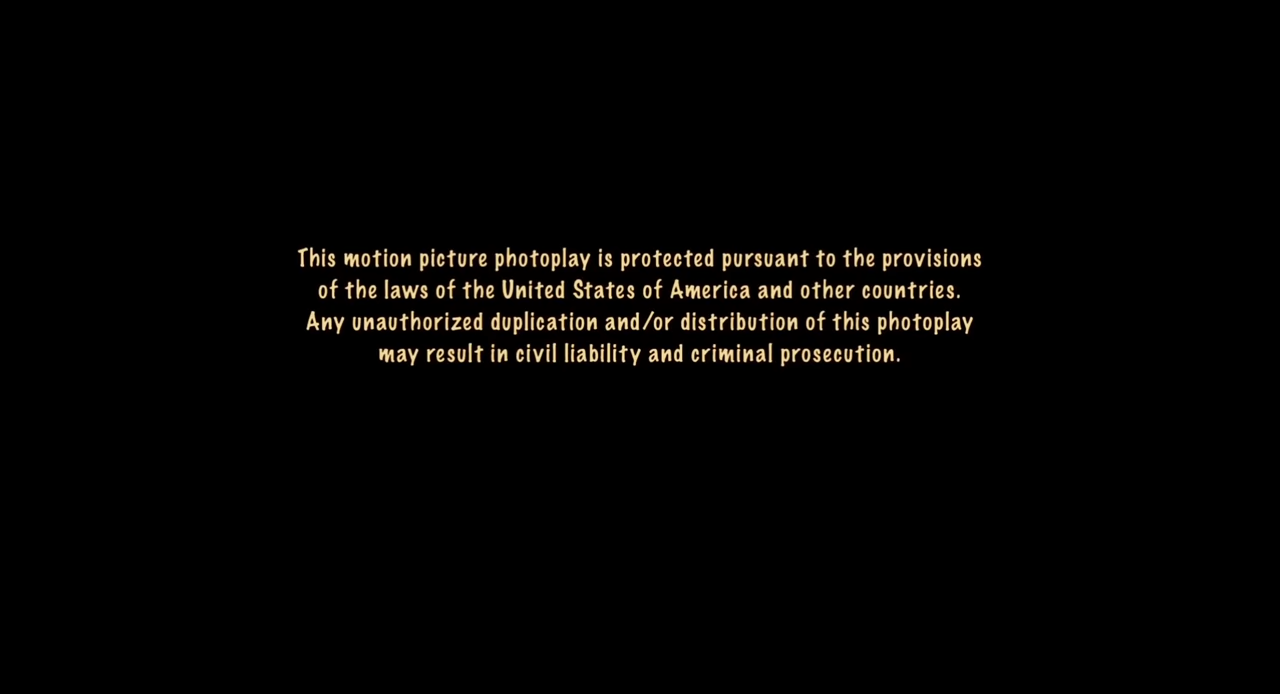 This motion picture photoplay is protected pursuant to the provisions
of the laws of the United States of America and other countries.
Any unauthorized duplication and/or distribution of this photoplay
may result in civil liability and criminal prosecution.